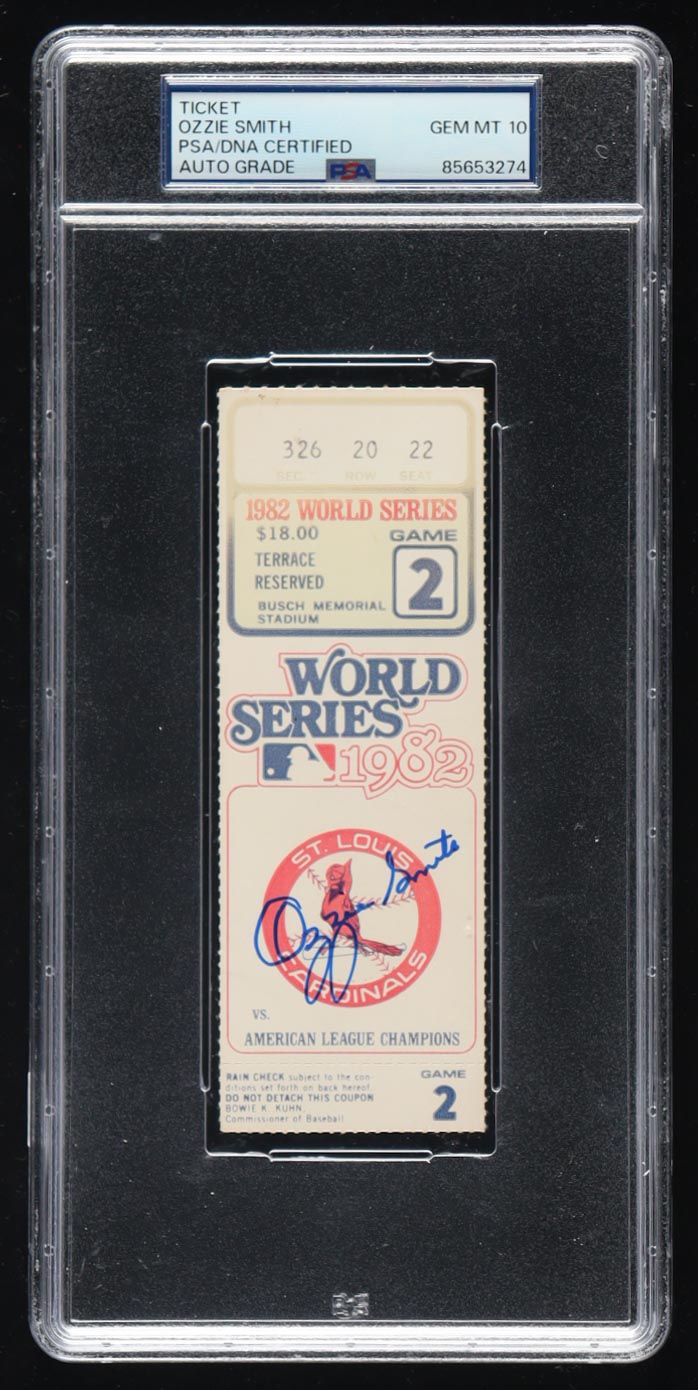 TICKET
OZZIE SMITH GEM MT 10
PSA/DNA CERTIFIED
AUTO GRADE PSA 85653274
326 20 22
SEC. ROW SEAT
1982 WORLD SERIES
$18.00 GAME
TERRACE
RESERVED 2
BUSCH MEMORIAL
STADIUM
WORLD
SERIES
1982
ST. LOUIS
Ozzie Smith
CARDINALS
VS.
AMERICAN LEAGUE CHAMPIONS
RAIN CHECK subject to the con- GAME
ditions set forth on back hereof.
DO NOT DETACH THIS COUPON 2
BOWIE K. KUHN,
Commissioner of Baseball
PSA